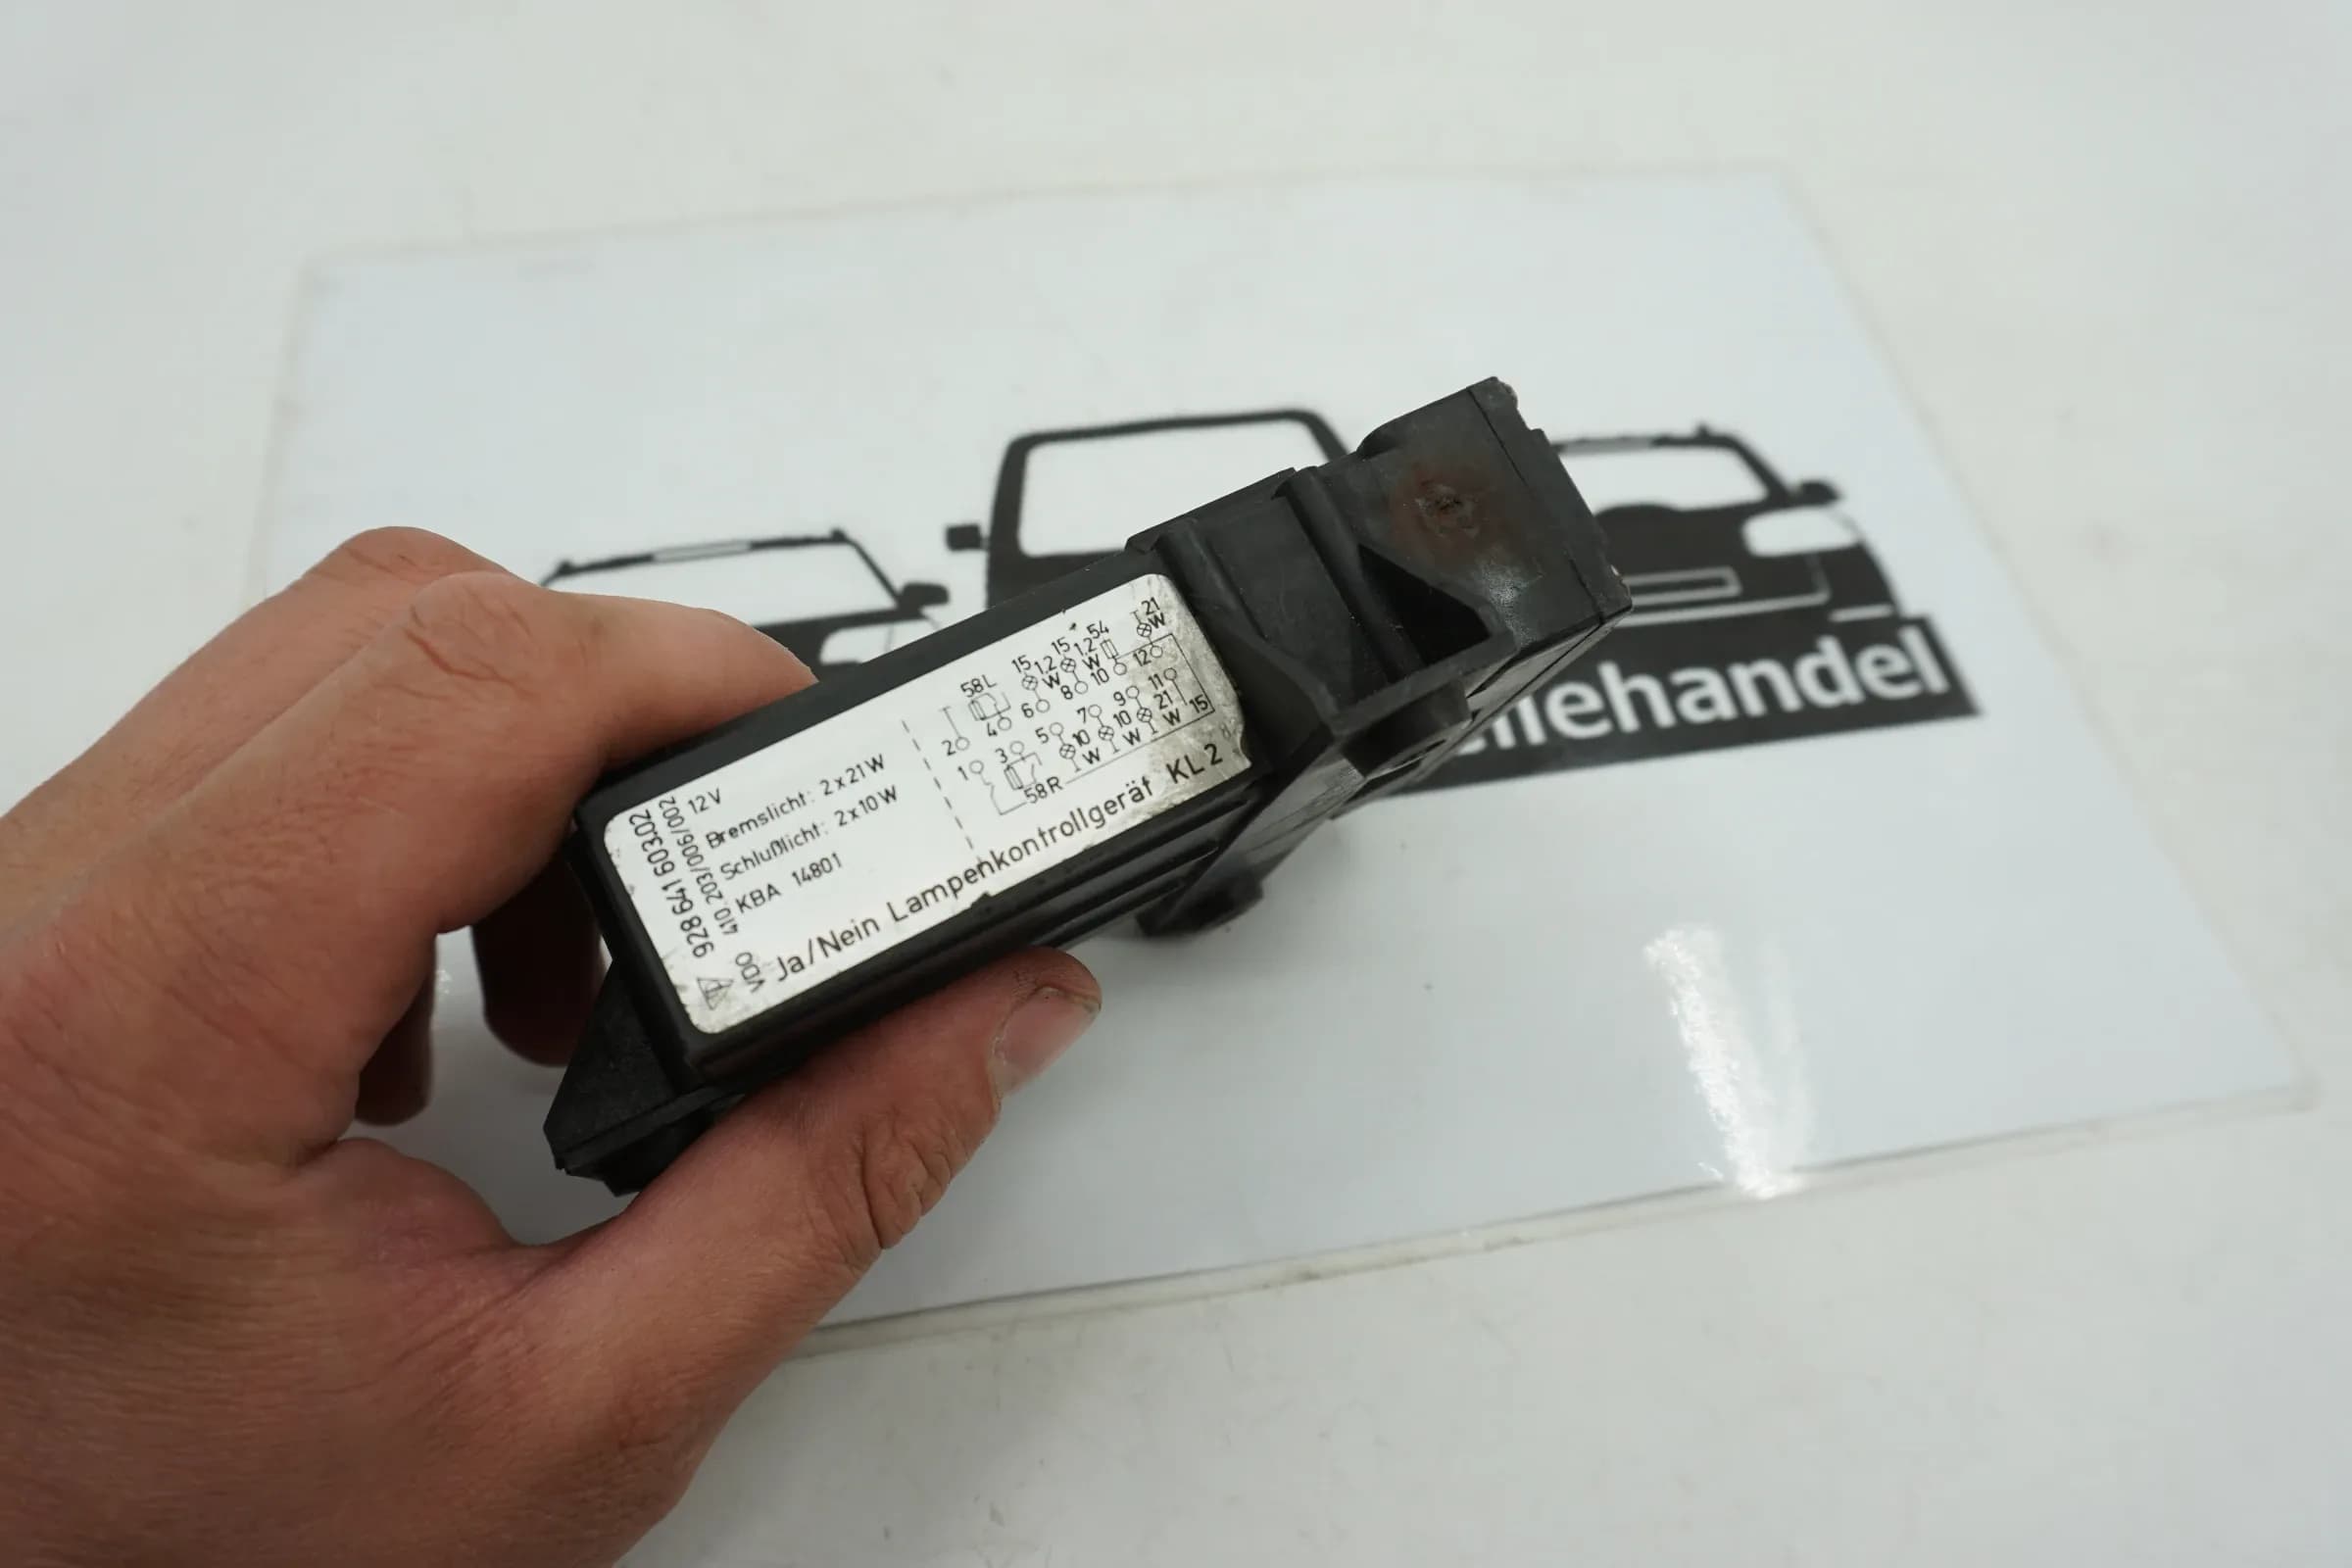 928 641 603.02
VDO 410.203/006/002
12V
Bremslicht: 2x21W
Schlußlicht: 2x10W
KBA 14801
Ja/Nein Lampenkontrollgerät KL 2
58L 15 15 54 21
1,2 W 1,2 W W
2 4 6 8 10 12
1 3 5 7 9 11
58R 10 W 10 W 21 W 15
ilehandel